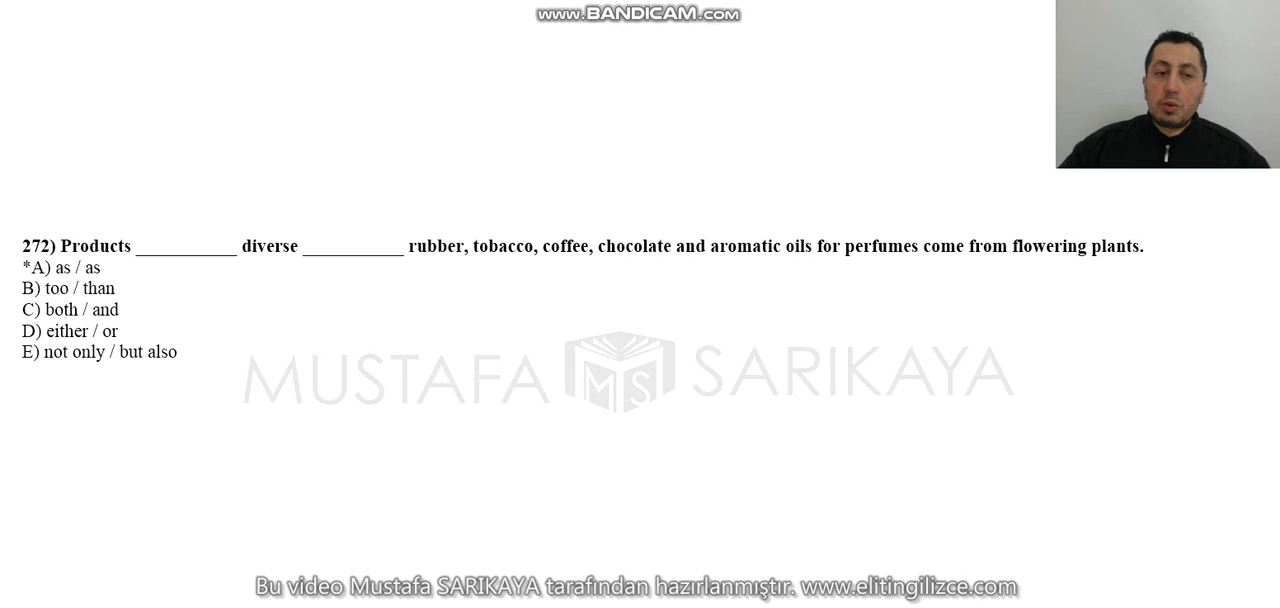 www.BANDICAM.com
272) Products ___________ diverse ___________ rubber, tobacco, coffee, chocolate and aromatic oils for perfumes come from flowering plants.
*A) as / as
B) too / than
C) both / and
D) either / or
E) not only / but also
MUSTAFA MS SARIKAYA
Bu video Mustafa SARIKAYA tarafından hazırlanmıştır. www.elitingilizce.com